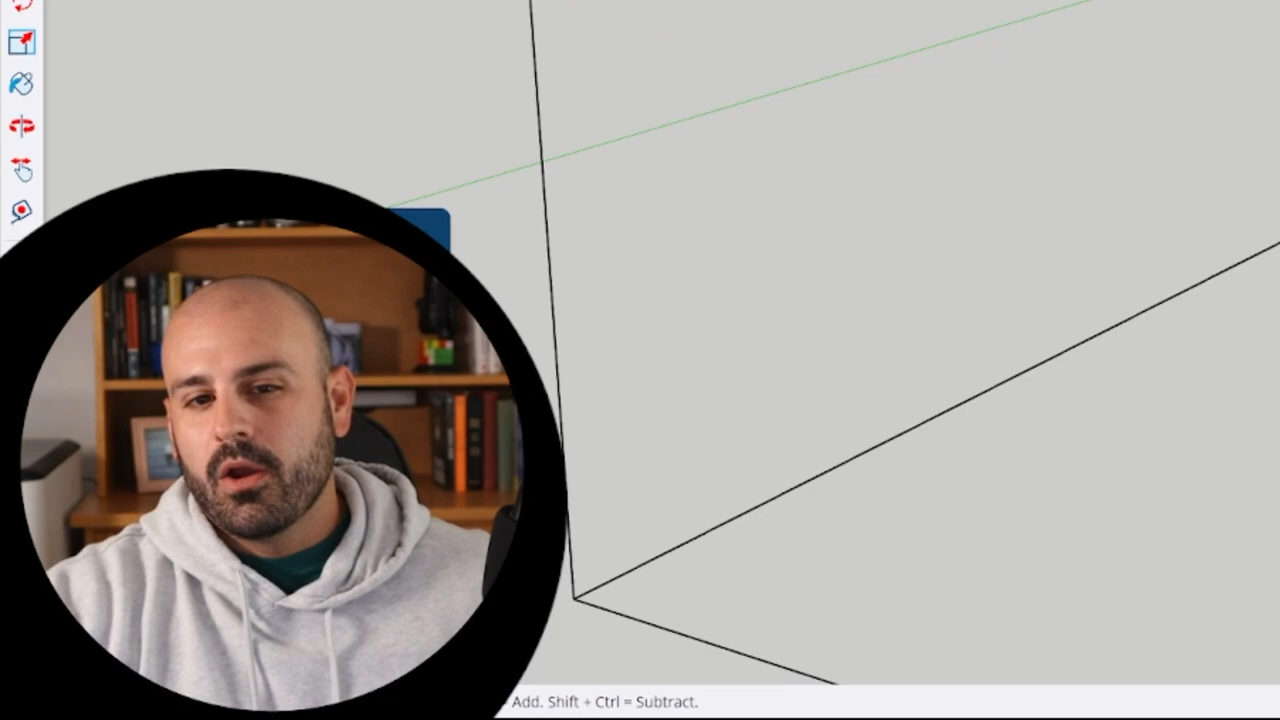 Add. Shift + Ctrl = Subtract.